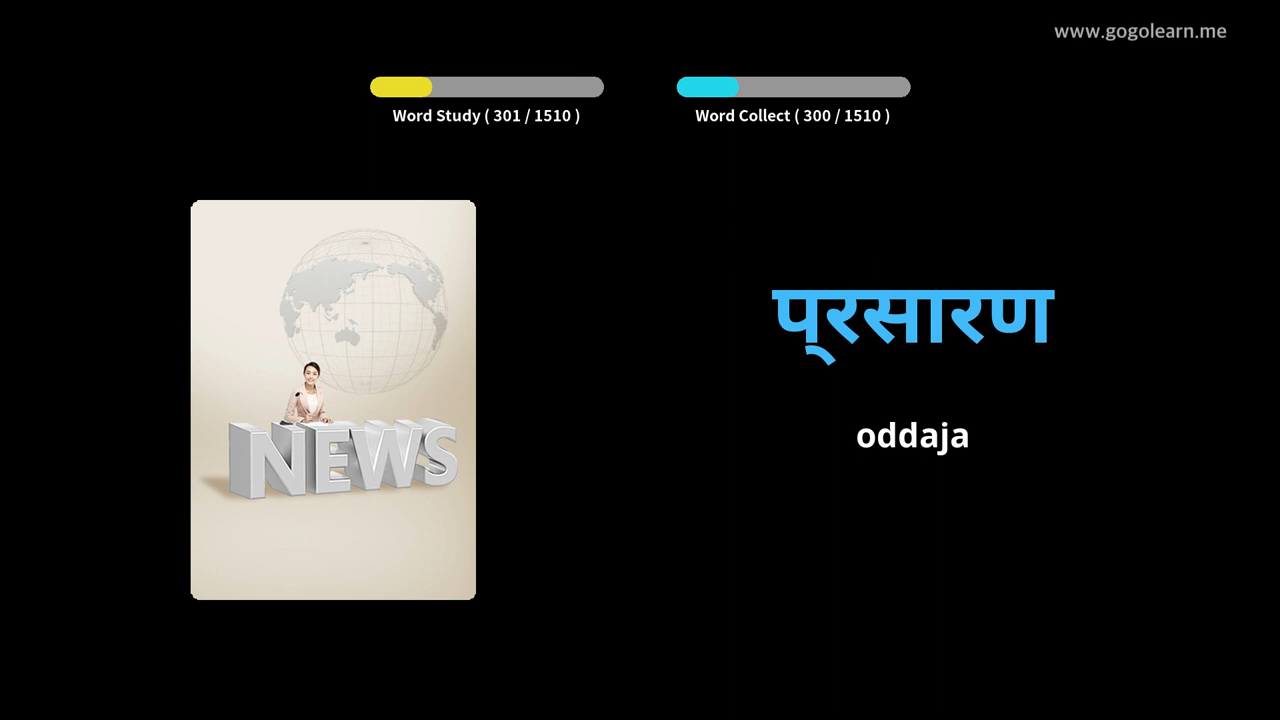 www.gogolearn.me
Word Study ( 301 / 1510 )
Word Collect ( 300 / 1510 )
प्रसारण
oddaja
NEWS